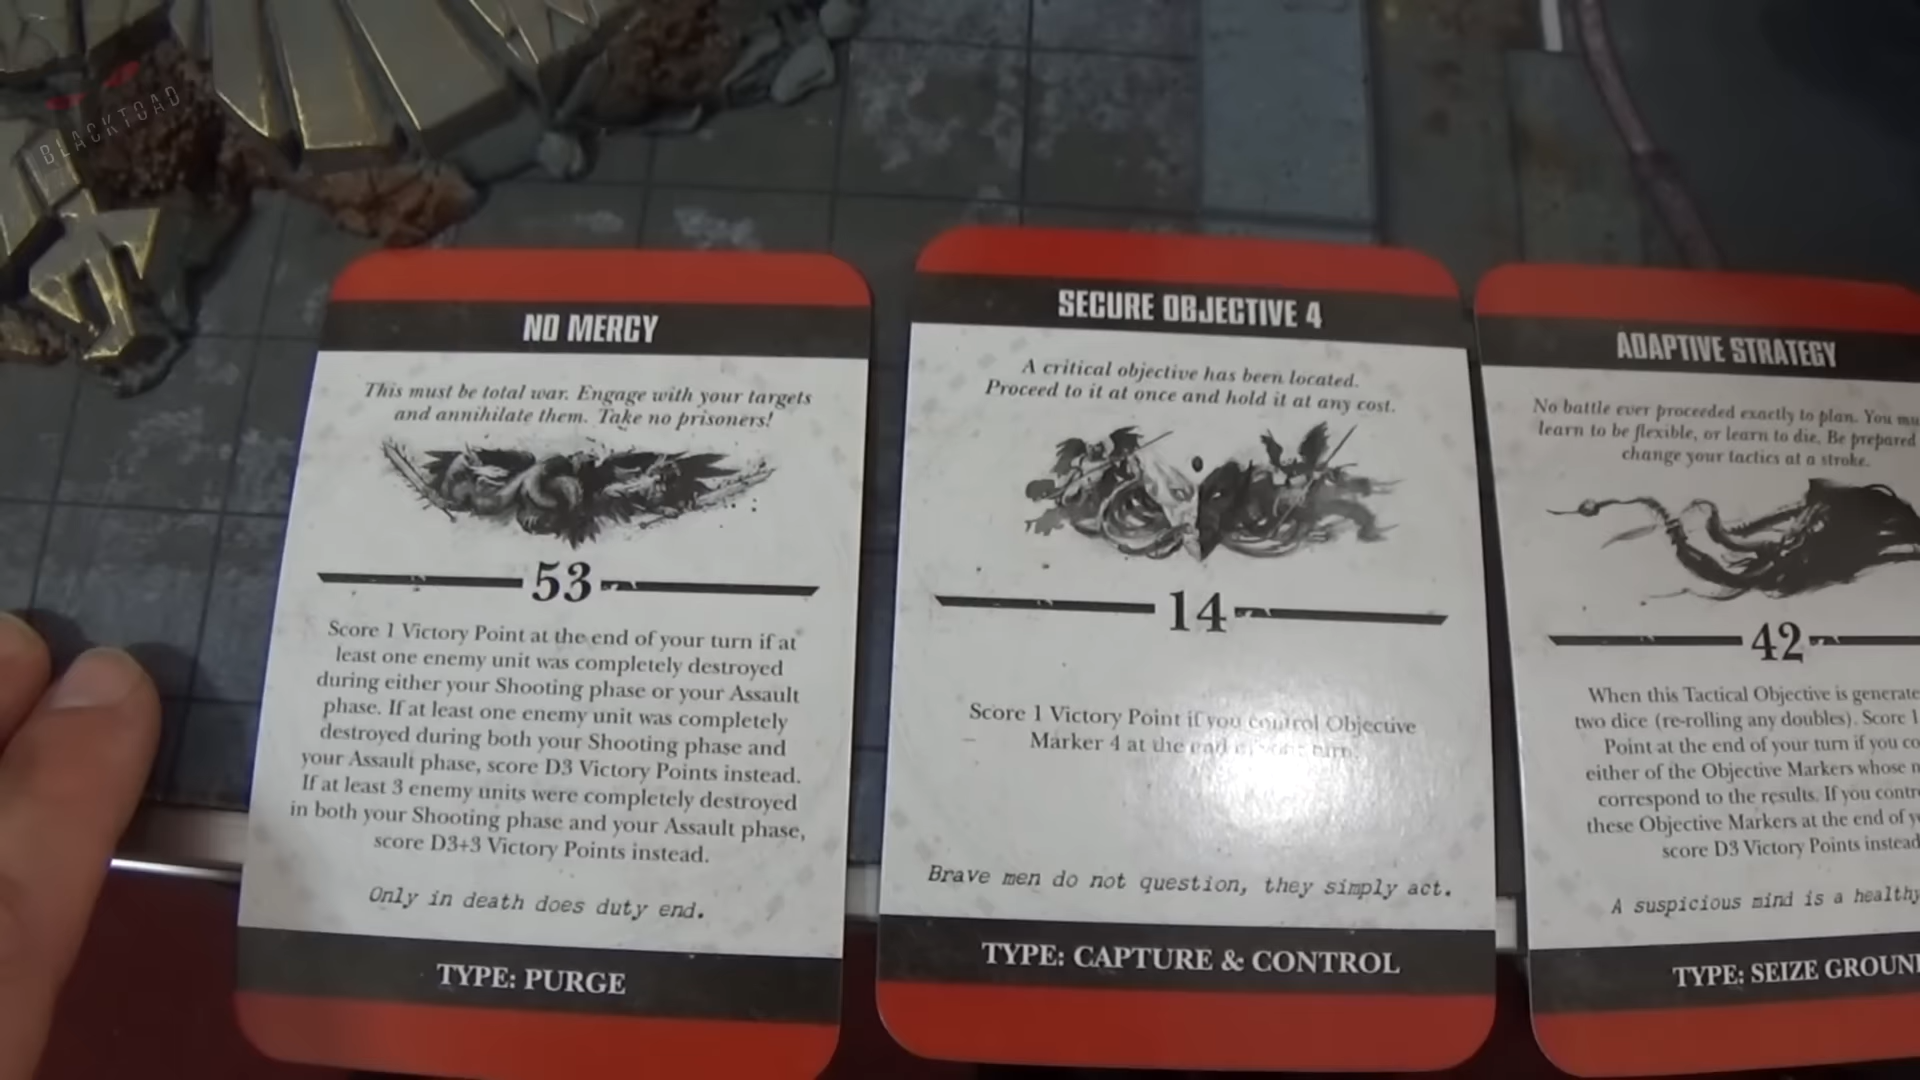 BLACKTOAD
NO MERCY
This must be total war. Engage with your targets
and annihilate them. Take no prisoners!
53
Score 1 Victory Point at the end of your turn if at
least one enemy unit was completely destroyed
during either your Shooting phase or your Assault
phase. If at least one enemy unit was completely
destroyed during both your Shooting phase and
your Assault phase, score D3 Victory Points instead.
If at least 3 enemy units were completely destroyed
in both your Shooting phase and your Assault phase,
score D3+3 Victory Points instead.
Only in death does duty end.
TYPE: PURGE
SECURE OBJECTIVE 4
A critical objective has been located.
Proceed to it at once and hold it at any cost.
14
Score 1 Victory Point if you control Objective
Marker 4 at the end of your turn.
Brave men do not question, they simply act.
TYPE: CAPTURE & CONTROL
ADAPTIVE STRATEGY
No battle ever proceeded exactly to plan. You
learn to be flexible, or learn to die. Be prepared
change your tactics at a stroke.
42
When this Tactical Objective is
two dice (re-rolling any doubles). Score 1
Point at the end of your turn if you
either of the Objective Markers whose
correspond to the results. If you
these Objective Markers at the end of
score D3 Victory Points
A suspicious mind is a healthy
TYPE: SEIZE